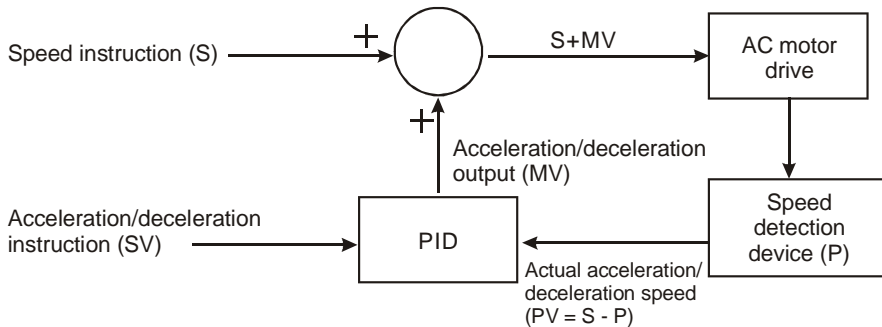 Speed instruction (S)
+
S+MV
AC motor
drive
+
Acceleration/deceleration
output (MV)
Acceleration/deceleration
instruction (SV)
PID
Speed
detection
device (P)
Actual acceleration/
deceleration speed
(PV = S - P)